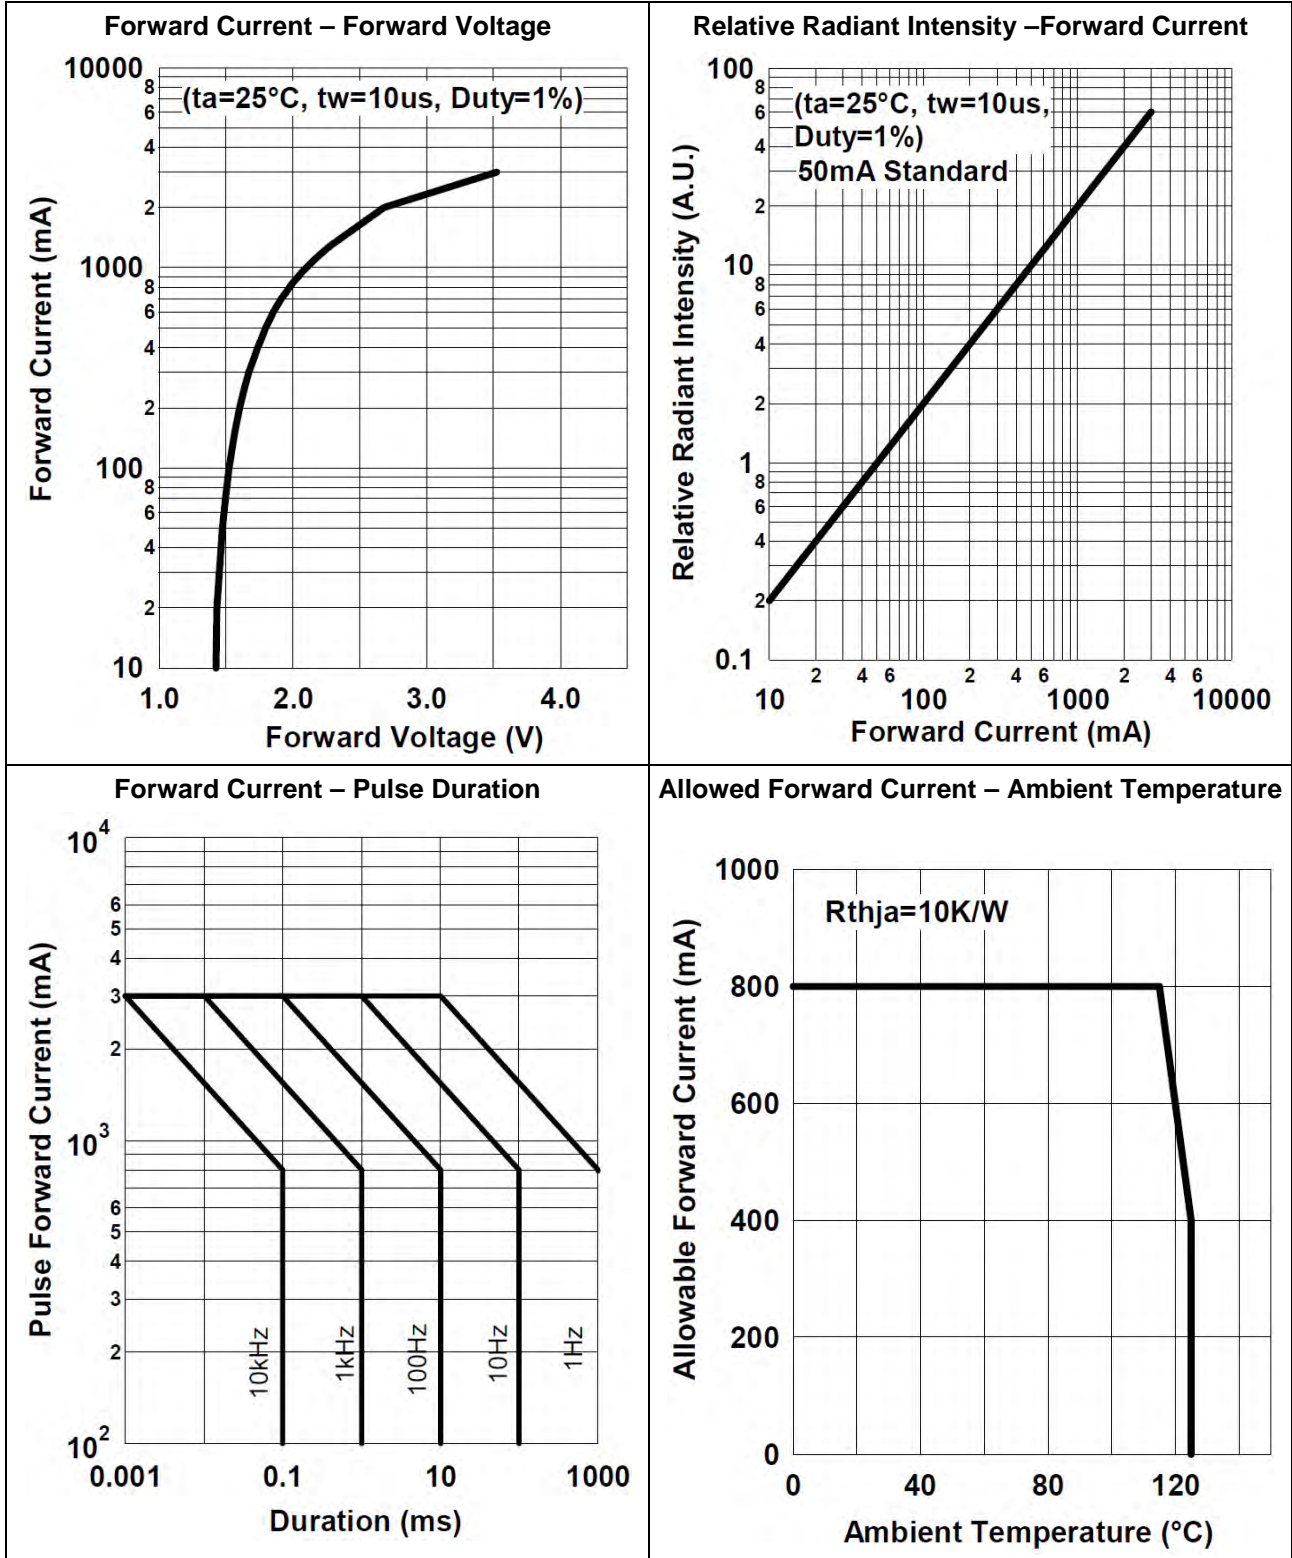 Forward Current – Forward Voltage
10000
8
6
4
2
1000
8
6
4
2
100
8
6
4
2
10
(ta=25°C, tw=10us, Duty=1%)
Forward Current (mA)
1.0 2.0 3.0 4.0
Forward Voltage (V)
Relative Radiant Intensity –Forward Current
100
8
6
4
2
10
8
6
4
2
1
8
6
4
2
0.1
(ta=25°C, tw=10us,
Duty=1%)
50mA Standard
Relative Radiant Intensity (A.U.)
2 4 6 2 4 6 2 4 6
10 100 1000 10000
Forward Current (mA)
Forward Current – Pulse Duration
10⁴
6
5
4
3
2
10³
6
5
4
3
2
10²
Pulse Forward Current (mA)
10kHz
1kHz
100Hz
10Hz
1Hz
0.001 0.1 10 1000
Duration (ms)
Allowed Forward Current – Ambient Temperature
1000
800
600
400
200
0
Rthja=10K/W
Allowable Forward Current (mA)
0 40 80 120
Ambient Temperature (°C)